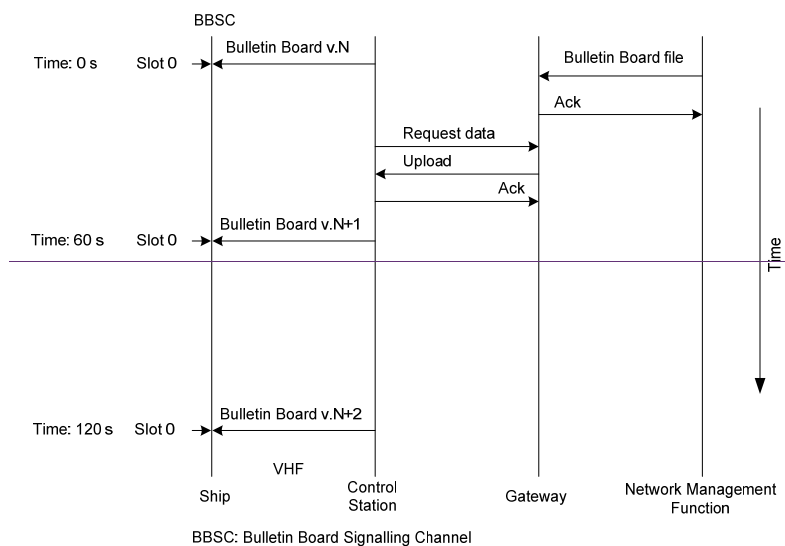 BBSC
Time: 0 s Slot 0 Bulletin Board v.N Bulletin Board file
Ack
Request data
Upload
Ack
Time: 60 s Slot 0 Bulletin Board v.N+1
Time
Time: 120 s Slot 0 Bulletin Board v.N+2
VHF
Ship
Control
Station
Gateway
Network Management
Function
BBSC: Bulletin Board Signalling Channel